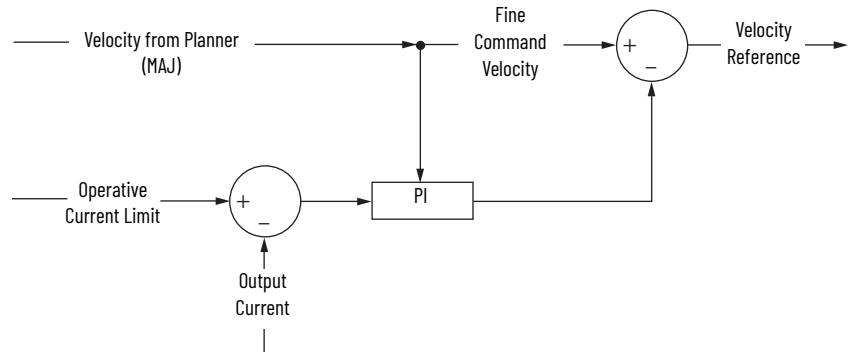 Velocity from Planner
(MAJ)
Fine
Command
Velocity
+
−
Velocity
Reference
Operative
Current Limit
+
−
PI
Output
Current